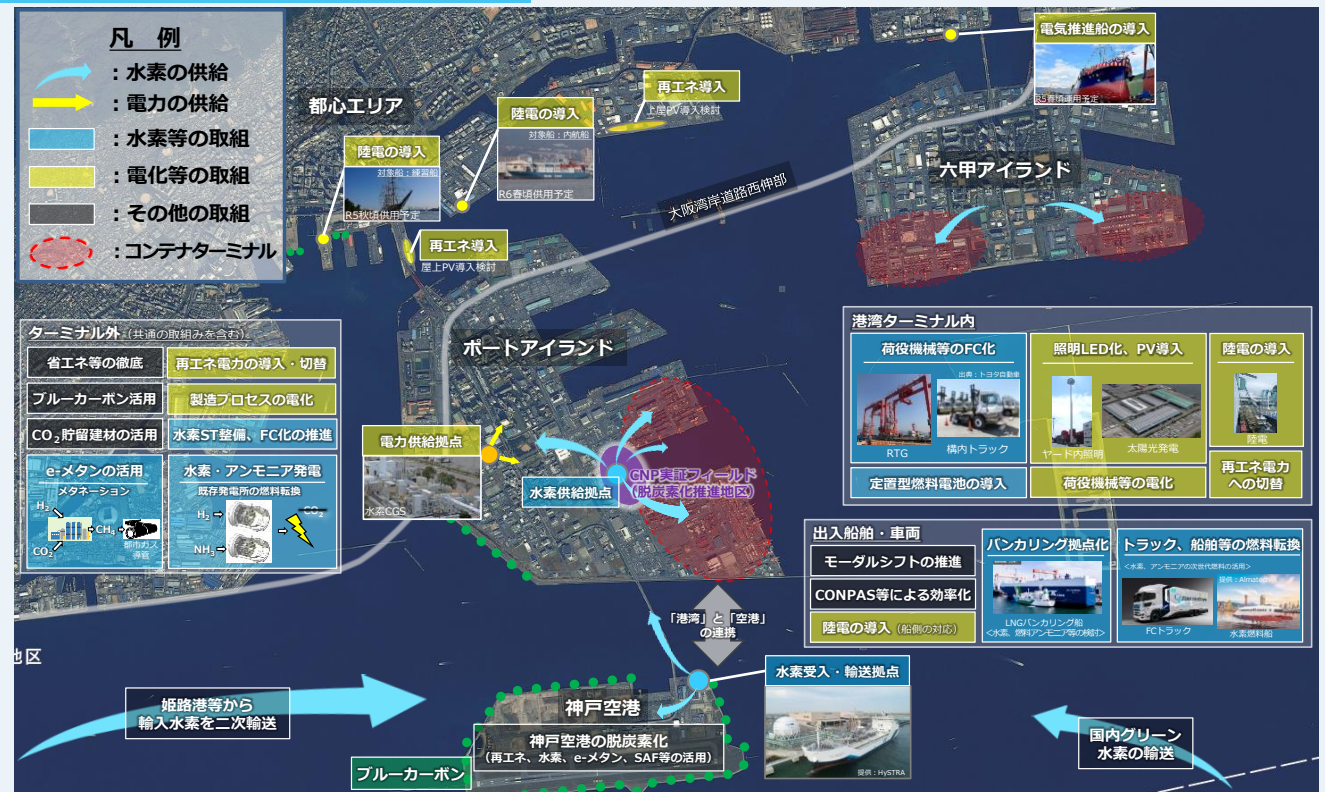 凡 例
：水素の供給
：電力の供給
：水素等の取組
：電化等の取組
：その他の取組
：コンテナターミナル
都心エリア
陸電の導入
対象船：練習船
R5秋頃供用予定
陸電の導入
対象船：内航船
R6春頃供用予定
再エネ導入
上屋PV導入検討
再エネ導入
屋上PV導入検討
電気推進船の導入
R5春頃運用予定
六甲アイランド
大阪湾岸道路西伸部
ポートアイランド
ターミナル外（共通の取組みを含む）
省エネ等の徹底
再エネ電力の導入・切替
ブルーカーボン活用
製造プロセスの電化
CO₂貯留建材の活用
水素ST整備、FC化の推進
e-メタンの活用
メタネーション
H₂
CO₂
CH₄
都市ガス
導管
水素・アンモニア発電
既存発電所の燃料転換
H₂
NH₃
CO₂
電力供給拠点
水素CGS
水素供給拠点
CNP実証フィールド
（脱炭素化推進地区）
港湾ターミナル内
荷役機械等のFC化
出典：トヨタ自動車
RTG
構内トラック
照明LED化、PV導入
ヤード内照明
太陽光発電
陸電の導入
陸電
定置型燃料電池の導入
荷役機械等の電化
再エネ電力
への切替
出入船舶・車両
モーダルシフトの推進
CONPAS等による効率化
陸電の導入（船側の対応）
バンカリング拠点化
LNGバンカリング船
<水素、燃料アンモニア等の検討>
トラック、船舶等の燃料転換
<水素、アンモニアの次世代燃料の活用>
FCトラック
水素燃料船
「港湾」と「空港」
の連携
水素受入・輸送拠点
提供：HySTRA
地区
姫路港等から
輸入水素を二次輸送
神戸空港
神戸空港の脱炭素化
（再エネ、水素、e-メタン、SAF等の活用）
ブルーカーボン
国内グリーン
水素の輸送